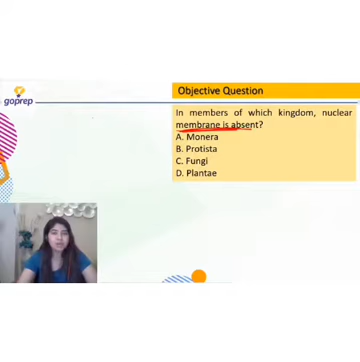 goprep
Objective Question
In members of which kingdom, nuclear
membrane is absent?
A. Monera
B. Protista
C. Fungi
D. Plantae